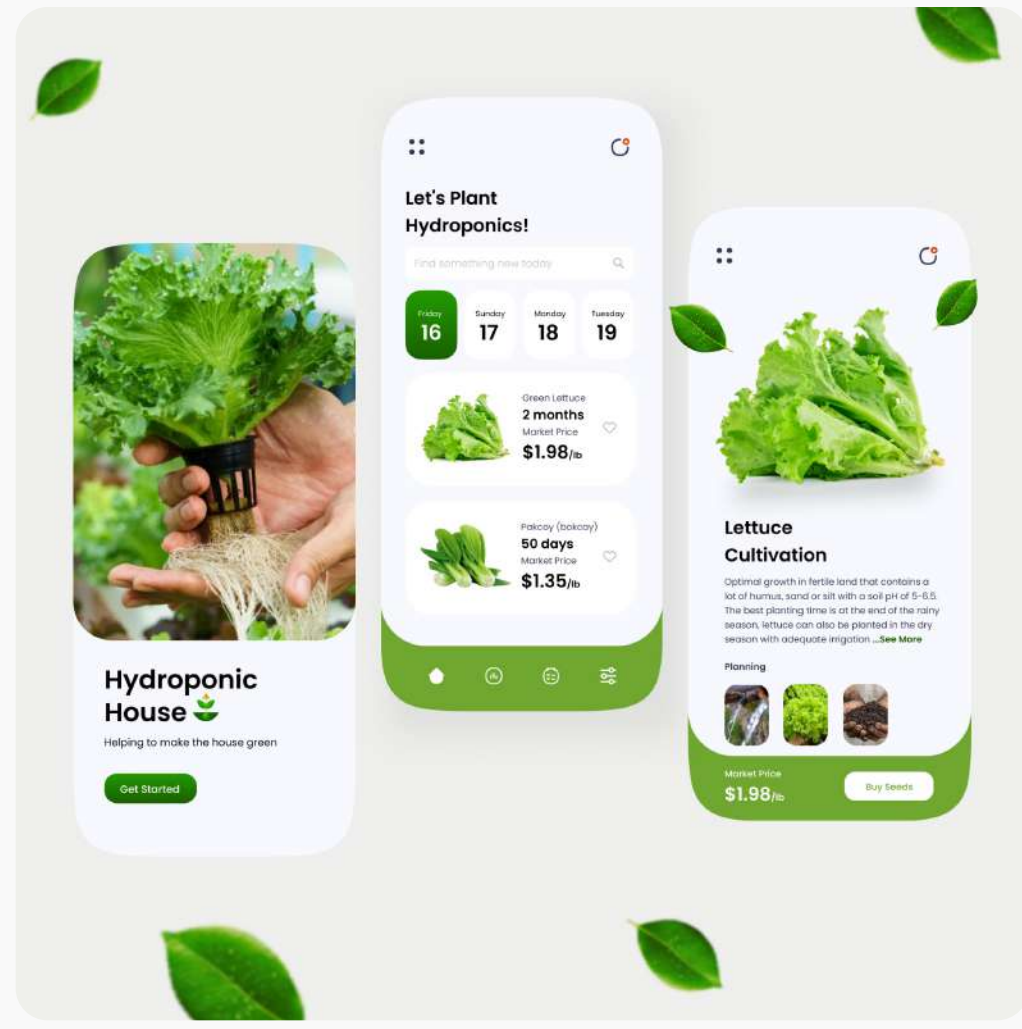 Hydroponic
House
Helping to make the house green
Get Started
Let's Plant
Hydroponics!
Find something new today
Friday
16
Sunday
17
Monday
18
Tuesday
19
Green Lettuce
2 months
Market Price
$1.98/lb
Pakcoy (bokcoy)
50 days
Market Price
$1.35/lb
Lettuce
Cultivation
Optimal growth in fertile land that contains a
lot of humus, sand or silt with a soil pH of 5-6.5.
The best planting time is at the end of the rainy
season, lettuce can also be planted in the dry
season with adequate irrigation ...See More
Planning
Market Price
$1.98/lb
Buy Seeds